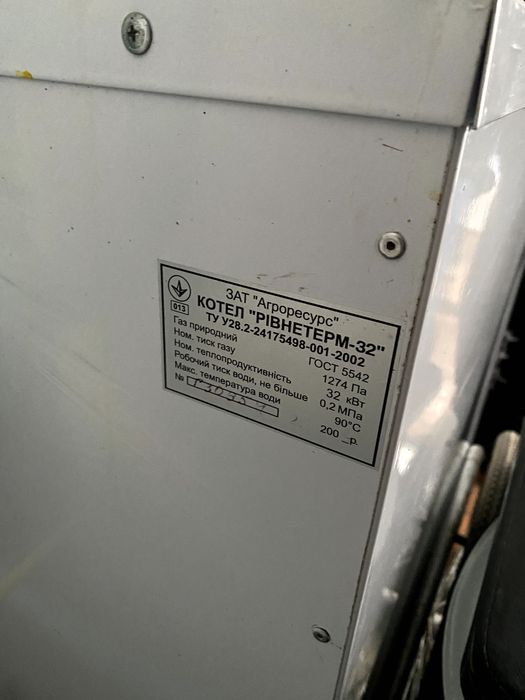 ЗАТ "Агроресурс"
013
КОТЕЛ "РІВНЕТЕРМ-32"
ТУ У28.2-24175498-001-2002
Газ природний ГОСТ 5542
Ном. тиск газу 1274 Па
Ном. теплопродуктивність 32 кВт
Робочий тиск води, не більше 0,2 МПа
Макс. температура води 90°С
№ 200 _р.